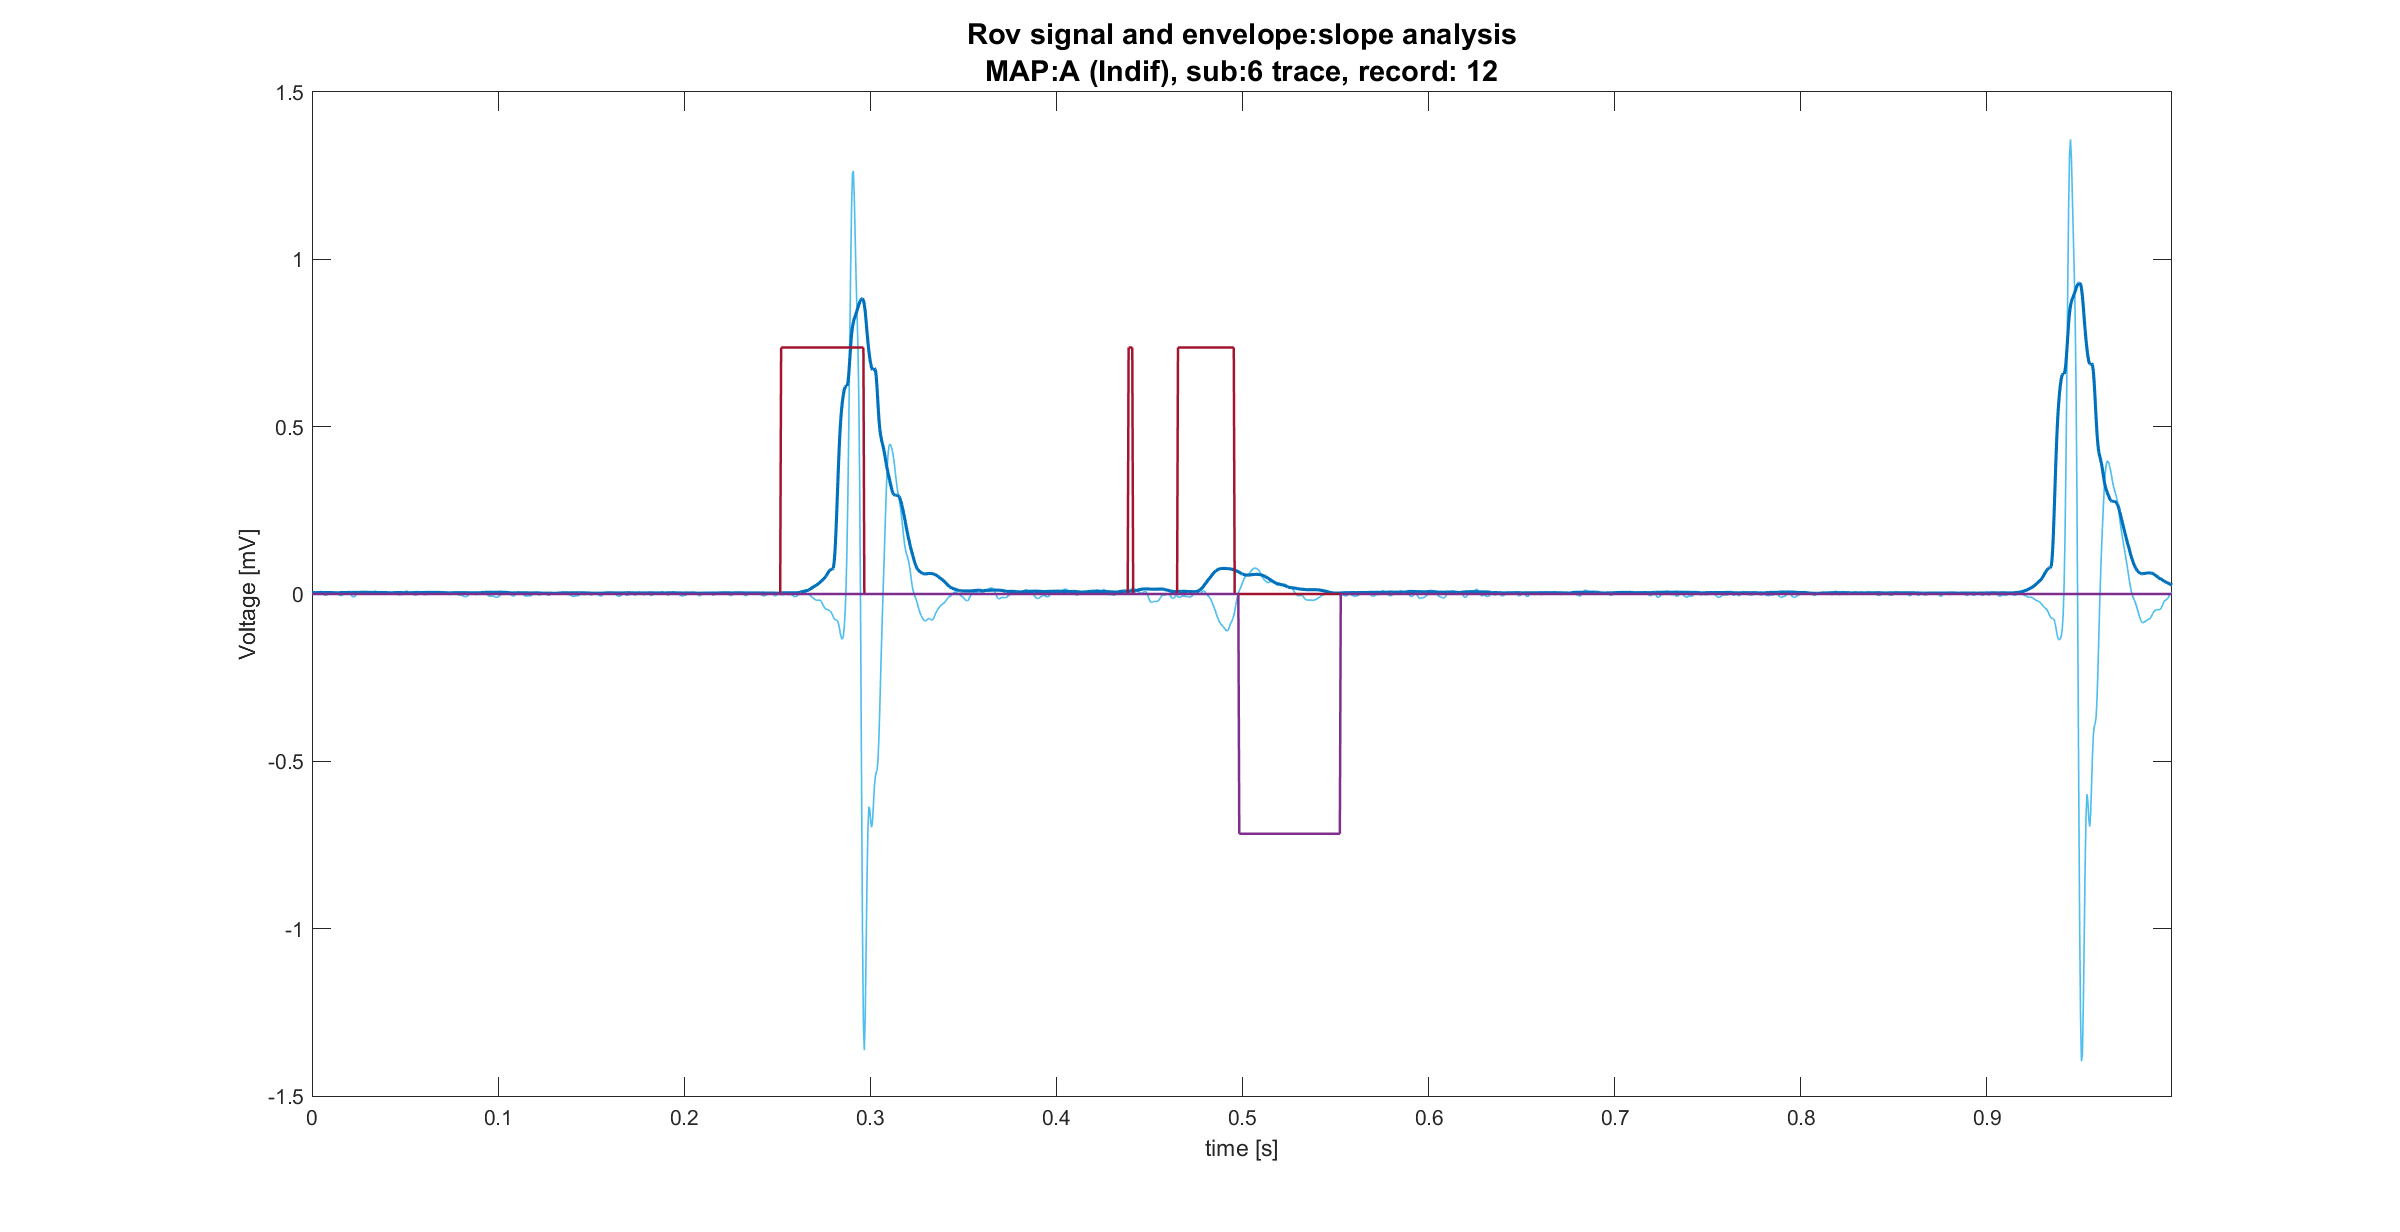 Rov signal and envelope:slope analysis
MAP:A (Indif), sub:6 trace, record: 12
1.5
1
0.5
0
-0.5
-1
-1.5
Voltage [mV]
0 0.1 0.2 0.3 0.4 0.5 0.6 0.7 0.8 0.9
time [s]